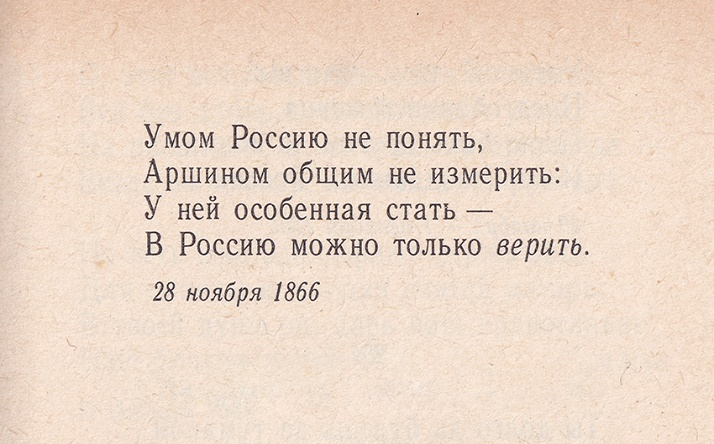 Умом Россию не понять,
Аршином общим не измерить:
У ней особенная стать —
В Россию можно только верить.
28 ноября 1866